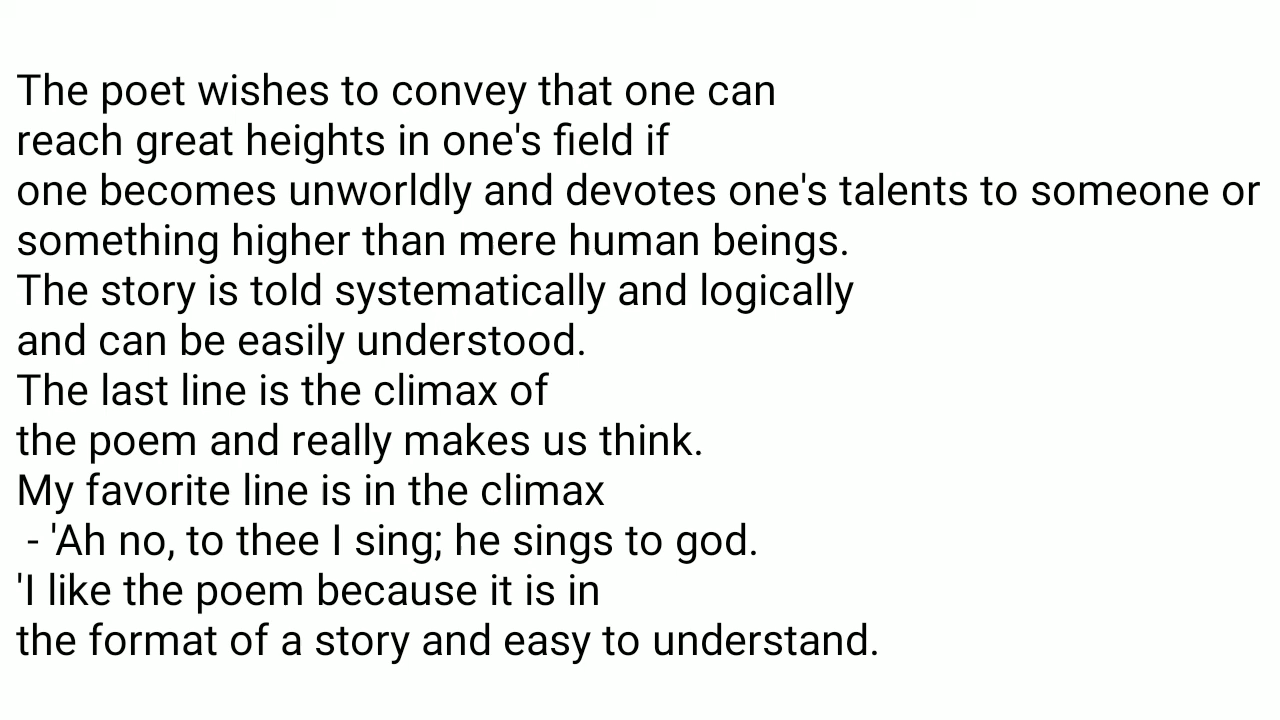 The poet wishes to convey that one can
reach great heights in one's field if
one becomes unworldly and devotes one's talents to someone or
something higher than mere human beings.
The story is told systematically and logically
and can be easily understood.
The last line is the climax of
the poem and really makes us think.
My favorite line is in the climax
- 'Ah no, to thee I sing; he sings to god.
'I like the poem because it is in
the format of a story and easy to understand.